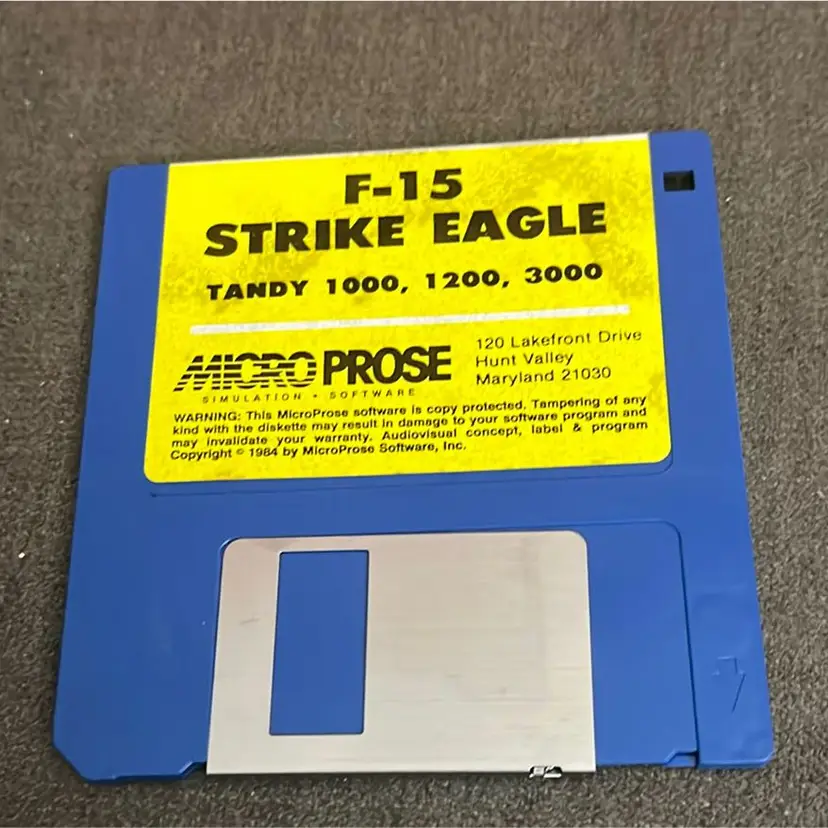 F-15
STRIKE EAGLE
TANDY 1000, 1200, 3000
MICRO PROSE
SIMULATION • SOFTWARE
120 Lakefront Drive
Hunt Valley
Maryland 21030
WARNING: This MicroProse software is copy protected. Tampering of any
kind with the diskette may result in damage to your software program and
may invalidate your warranty. Audiovisual concept, label & program
Copyright © 1984 by MicroProse Software, Inc.